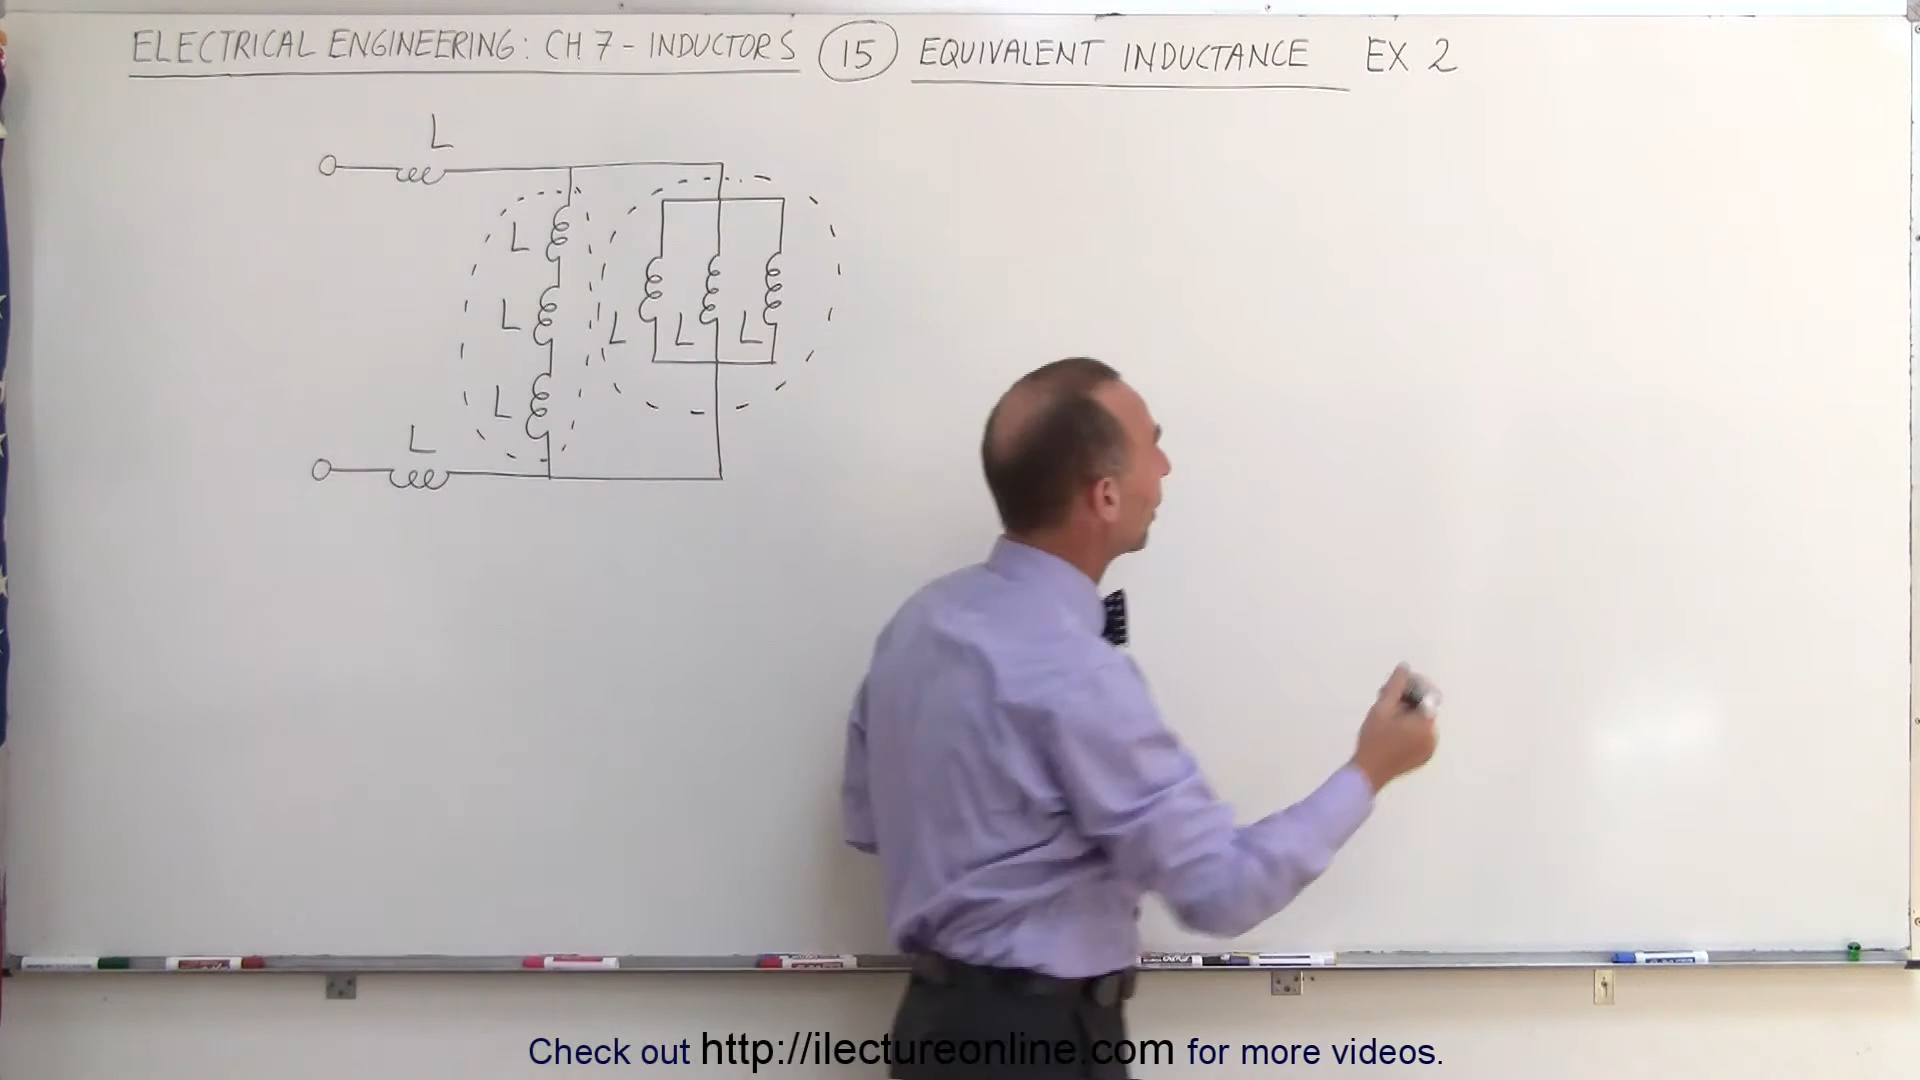 ELECTRICAL ENGINEERING: CH 7 - INDUCTORS 15 EQUIVALENT INDUCTANCE EX 2
L
L
L
L L L
L
L
Check out http://ilectureonline.com for more videos.